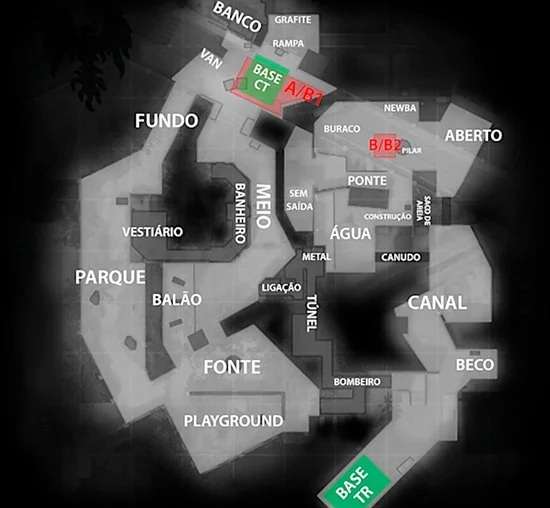 BANCO
GRAFITE
RAMPA
VAN
BASE
CT
A/B1
NEWBA
FUNDO
BURACO
ABERTO
B/B2
PILAR
PONTE
BANHEIRO
MEIO
SEM
SAÍDA
SACO DE
AREIA
CONSTRUÇÃO
VESTIÁRIO
ÁGUA
METAL
CANUDO
PARQUE
BALÃO
LIGAÇÃO
TÚNEL
CANAL
FONTE
BECO
BOMBEIRO
PLAYGROUND
BASE
TR